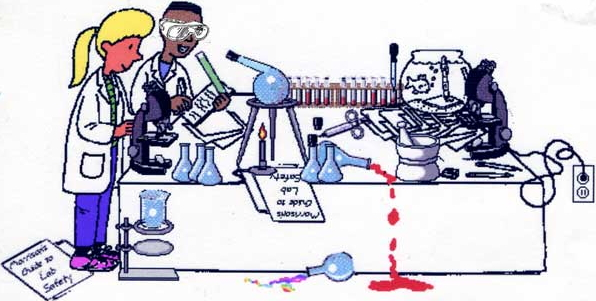 Morrisons
Guide to
Lab
Safety
Morrisons
Guide to
Lab
Safety